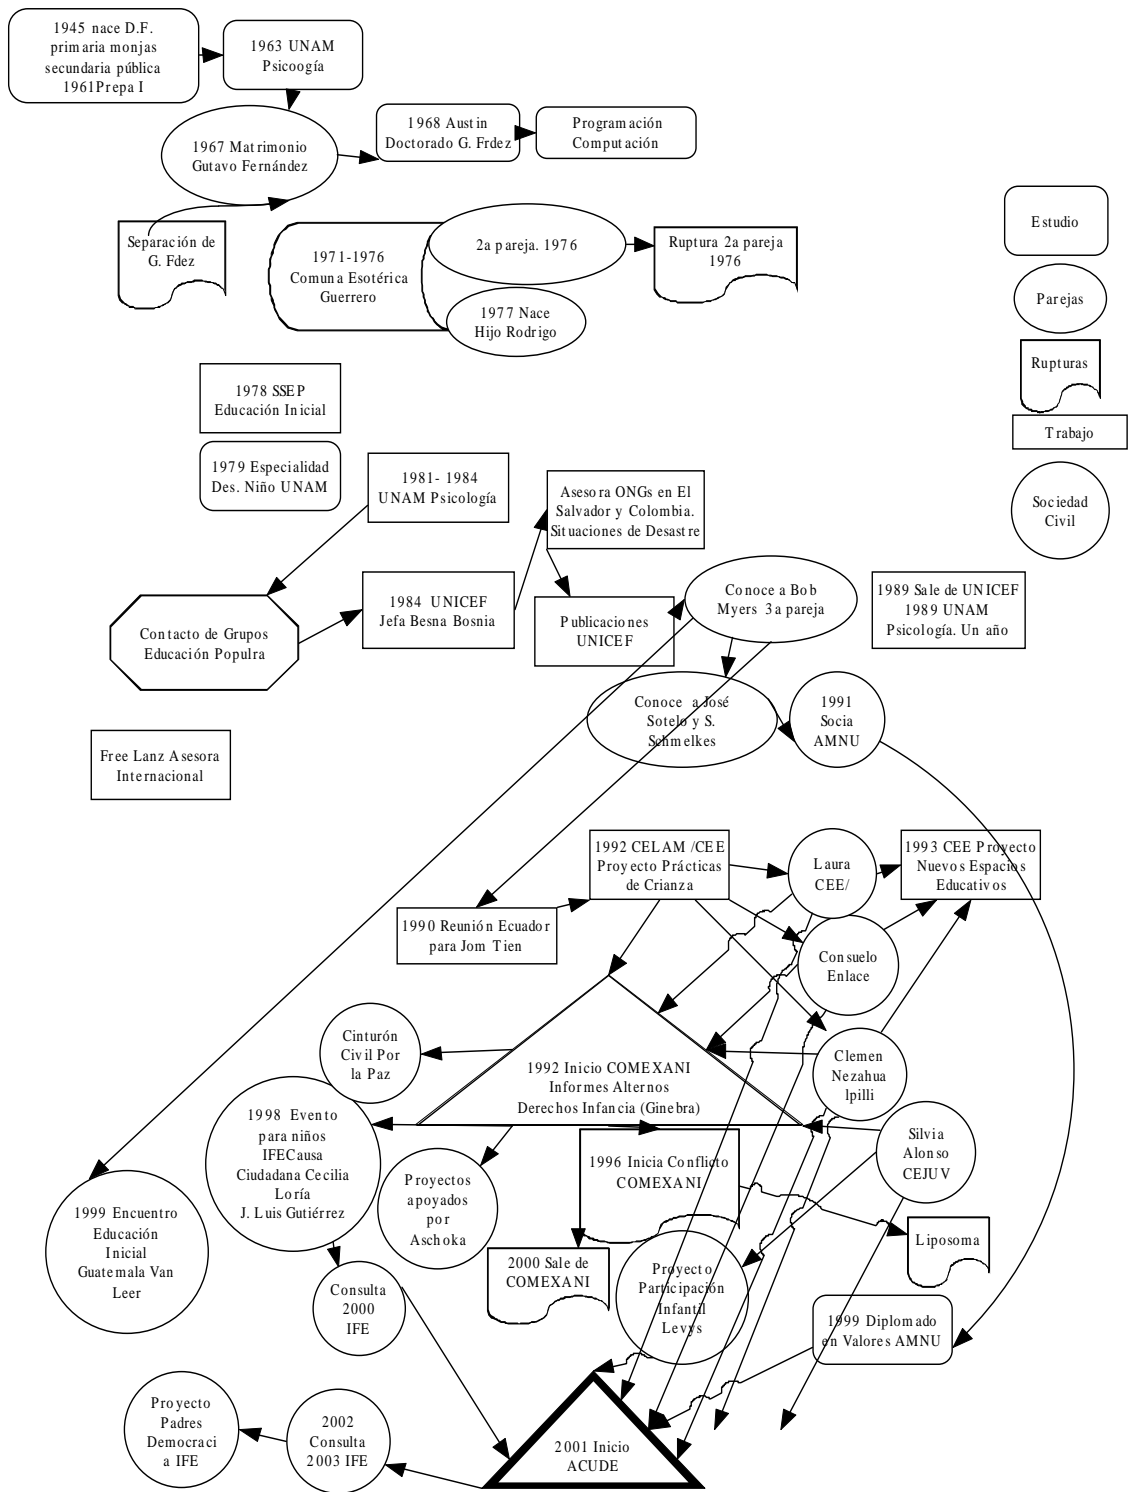 1945 nace D.F.
primaria monjas
secundaria pública
1961Prepa I
1963 UNAM
Psicoogía
1967 Matrimonio
Gutavo Fernández
1968 Austin
Doctorado G. Frdez
Programación
Computación
Separación de
G. Fdez
1971-1976
Comuna Esotérica
Guerrero
2a pareja. 1976
1977 Nace
Hijo Rodrigo
Ruptura 2a pareja
1976
Estudio
Parejas
Rupturas
Trabajo
Sociedad
Civil
1978 SSEP
Educación Inicial
1979 Especialidad
Des. Niño UNAM
1981- 1984
UNAM Psicología
Asesora ONGs en El
Salvador y Colombia.
Situaciones de Desastre
Contacto de Grupos
Educación Populra
1984 UNICEF
Jefa Besna Bosnia
Publicaciones
UNICEF
Conoce a Bob
Myers 3a pareja
1989 Sale de UNICEF
1989 UNAM
Psicología. Un año
Conoce a José
Sotelo y S.
Schmelkes
1991
Socia
AMNU
Free Lanz Asesora
Internacional
1992 CELAM /CEE
Proyecto Prácticas
de Crianza
Laura
CEE/
1993 CEE Proyecto
Nuevos Espacios
Educativos
1990 Reunión Ecuador
para Jom Tien
Consuelo
Enlace
Cinturón
Civil Por
la Paz
1992 Inicio COMEXANI
Informes Alternos
Derechos Infancia (Ginebra)
Clemen
Nezahua
lpilli
1998 Evento
para niños
IFECausa
Ciudadana Cecilia
Loría
J. Luis Gutiérrez
Silvia
Alonso
CEJUV
Proyectos
apoyados
por
Aschoka
1996 Inicia Conflicto
COMEXANI
1999 Encuentro
Educación
Inicial
Guatemala Van
Leer
Liposoma
2000 Sale de
COMEXANI
Proyecto
Participación
Infantil
Levys
Consulta
2000
IFE
1999 Diplomado
en Valores AMNU
Proyecto
Padres
Democraci
a IFE
2002
Consulta
2003 IFE
2001 Inicio
ACUDE